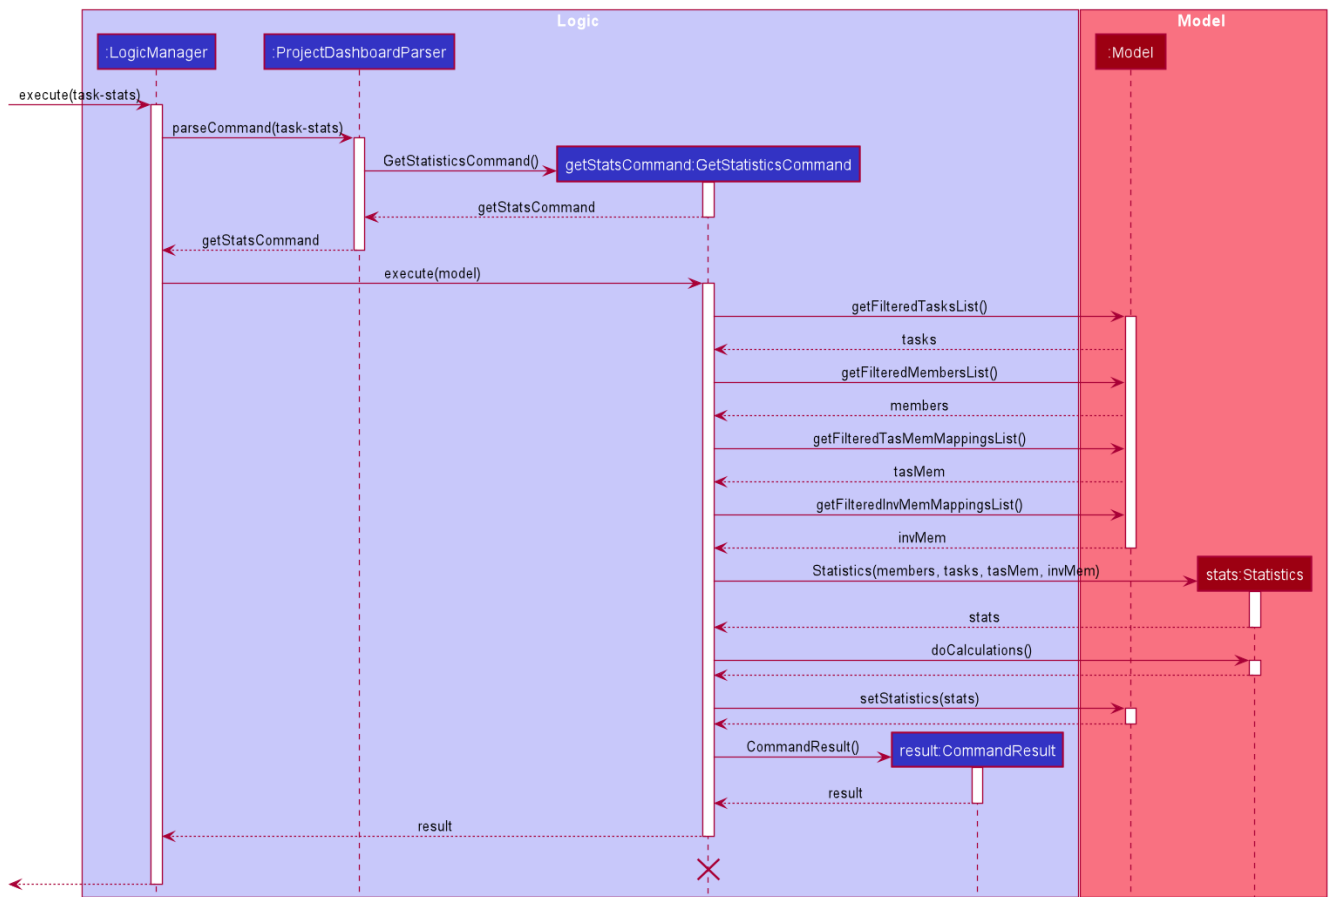 Logic
Model
:LogicManager
:ProjectDashboardParser
:Model
execute(task-stats)
parseCommand(task-stats)
GetStatisticsCommand()
getStatsCommand:GetStatisticsCommand
getStatsCommand
getStatsCommand
execute(model)
getFilteredTasksList()
tasks
getFilteredMembersList()
members
getFilteredTasMemMappingsList()
tasMem
getFilteredInvMemMappingsList()
invMem
Statistics(members, tasks, tasMem, invMem)
stats:Statistics
stats
doCalculations()
setStatistics(stats)
CommandResult()
result:CommandResult
result
result